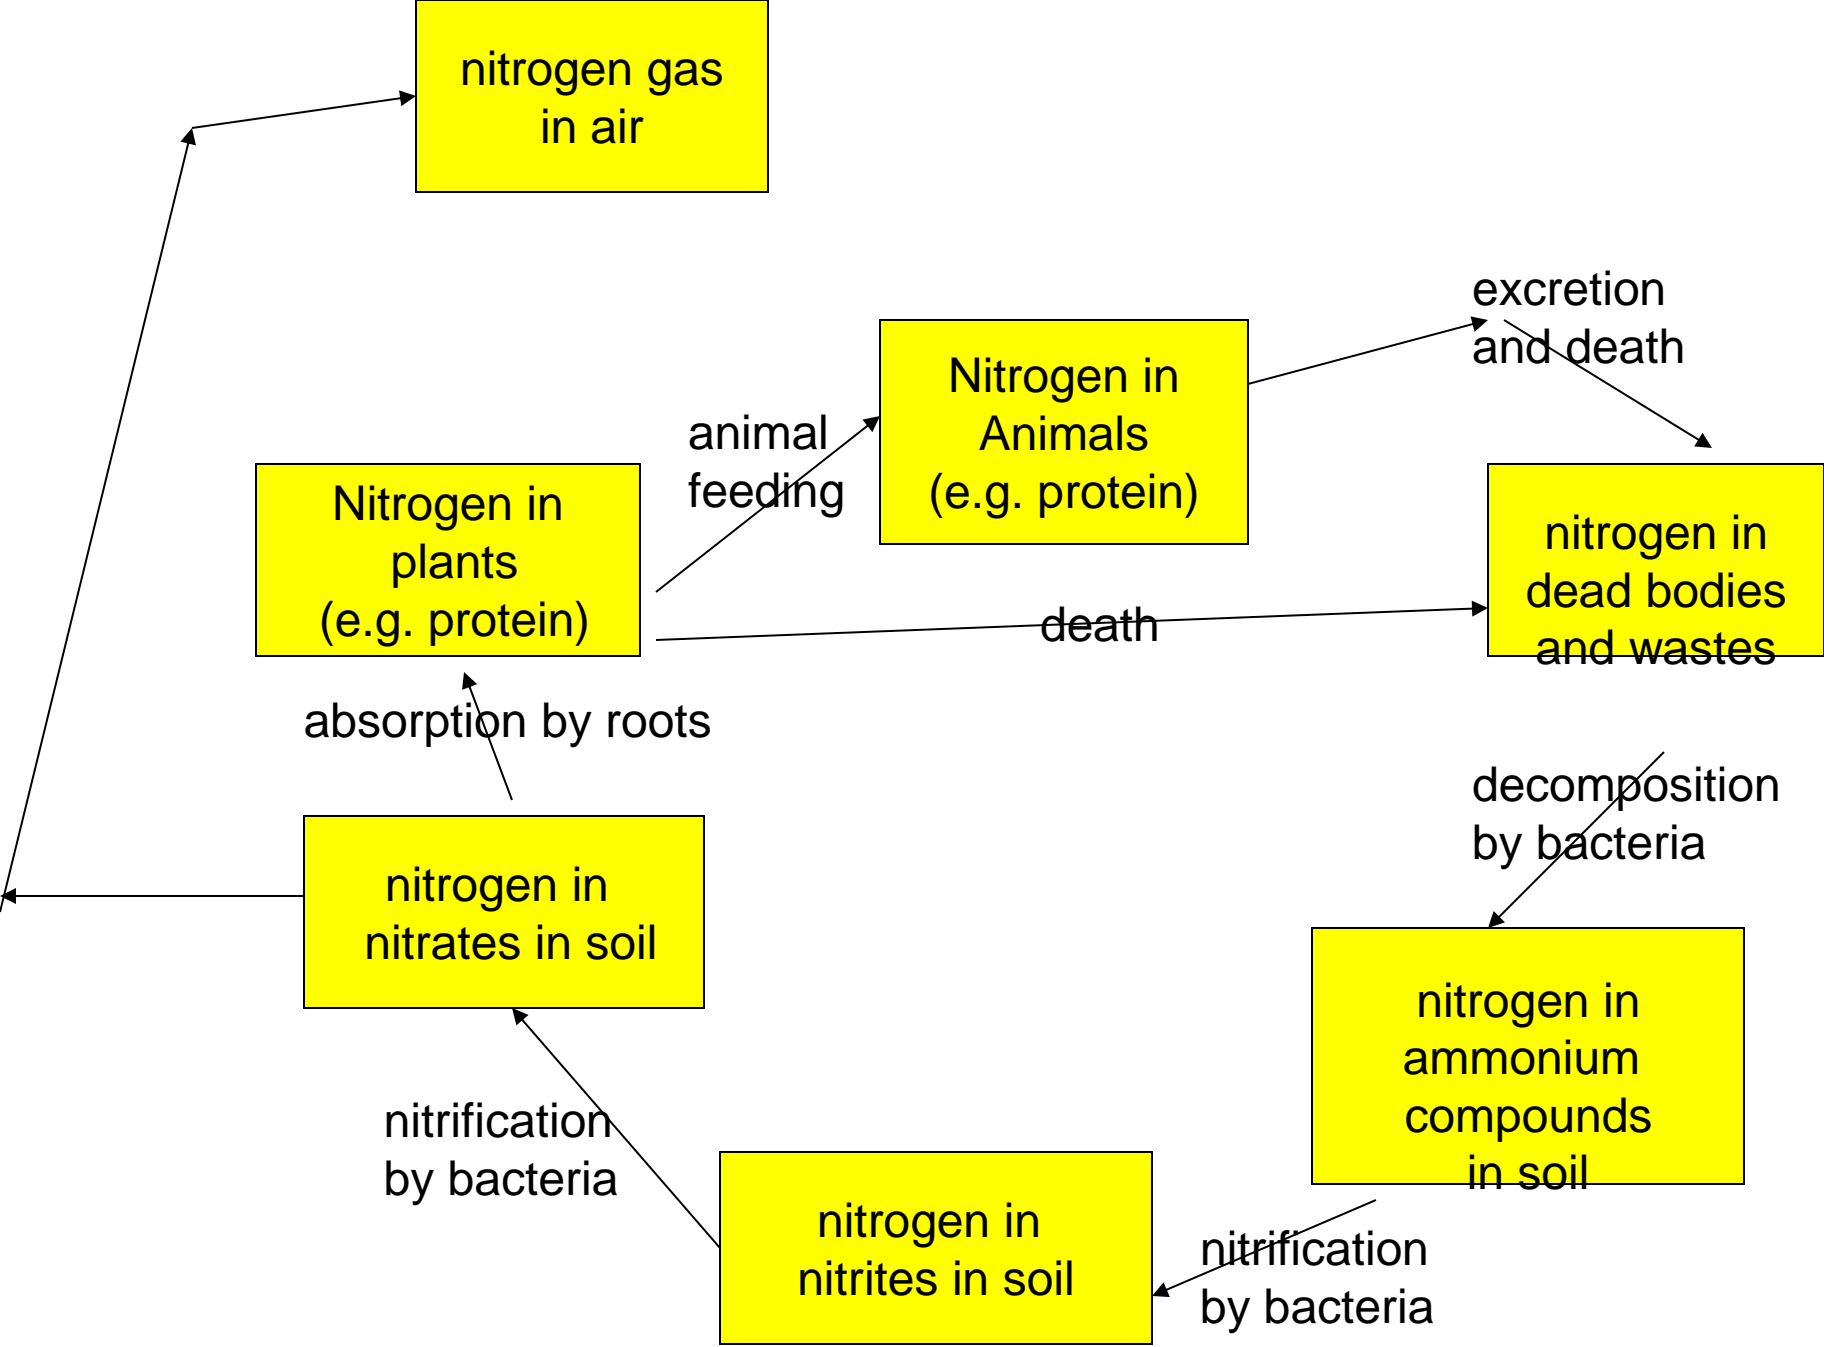 nitrogen gas
in air
excretion
and death
Nitrogen in
Animals
(e.g. protein)
animal
feeding
Nitrogen in
plants
(e.g. protein)
nitrogen in
dead bodies
and wastes
death
absorption by roots
decomposition
by bacteria
nitrogen in
nitrates in soil
nitrogen in
ammonium
compounds
in soil
nitrification
by bacteria
nitrogen in
nitrites in soil
nitrification
by bacteria